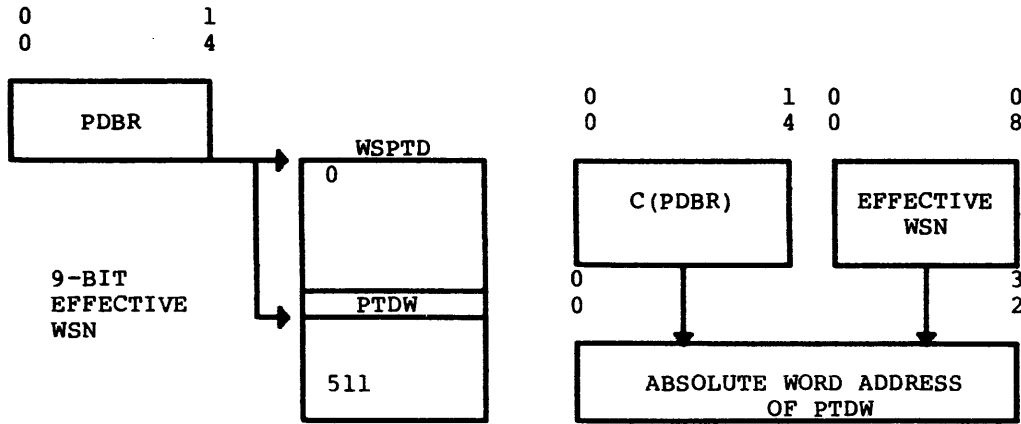 0 1
0 4
PDBR
WSPTD
0
9-BIT
EFFECTIVE
WSN
PTDW
511
0 1 0 0
0 4 0 8
C(PDBR)
EFFECTIVE
WSN
0 3
0 2
ABSOLUTE WORD ADDRESS
OF PTDW